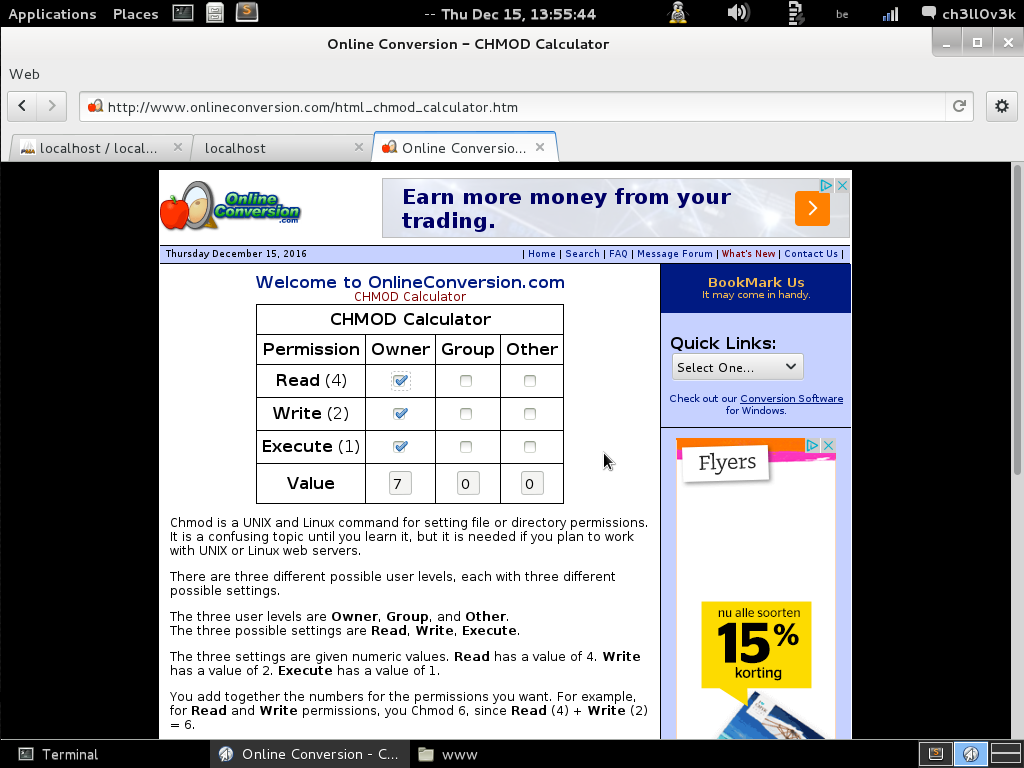 Applications Places -- Thu Dec 15, 13:55:44 be ch3ll0v3k
Online Conversion – CHMOD Calculator
Web
http://www.onlineconversion.com/html_chmod_calculator.htm
localhost / local... localhost Online Conversio...
Online Conversion .com
Earn more money from your
trading.
Thursday December 15, 2016 | Home | Search | FAQ | Message Forum | What's New | Contact Us |
Welcome to OnlineConversion.com
CHMOD Calculator
CHMOD Calculator
Permission Owner Group Other
Read (4)
Write (2)
Execute (1)
Value 7 0 0
Chmod is a UNIX and Linux command for setting file or directory permissions.
It is a confusing topic until you learn it, but it is needed if you plan to work
with UNIX or Linux web servers.
There are three different possible user levels, each with three different
possible settings.
The three user levels are Owner, Group, and Other.
The three possible settings are Read, Write, Execute.
The three settings are given numeric values. Read has a value of 4. Write
has a value of 2. Execute has a value of 1.
You add together the numbers for the permissions you want. For example,
for Read and Write permissions, you Chmod 6, since Read (4) + Write (2)
= 6.
BookMark Us
It may come in handy.
Quick Links:
Select One...
Check out our Conversion Software
for Windows.
Flyers
nu alle soorten
15%
korting
Terminal Online Conversion - C... www